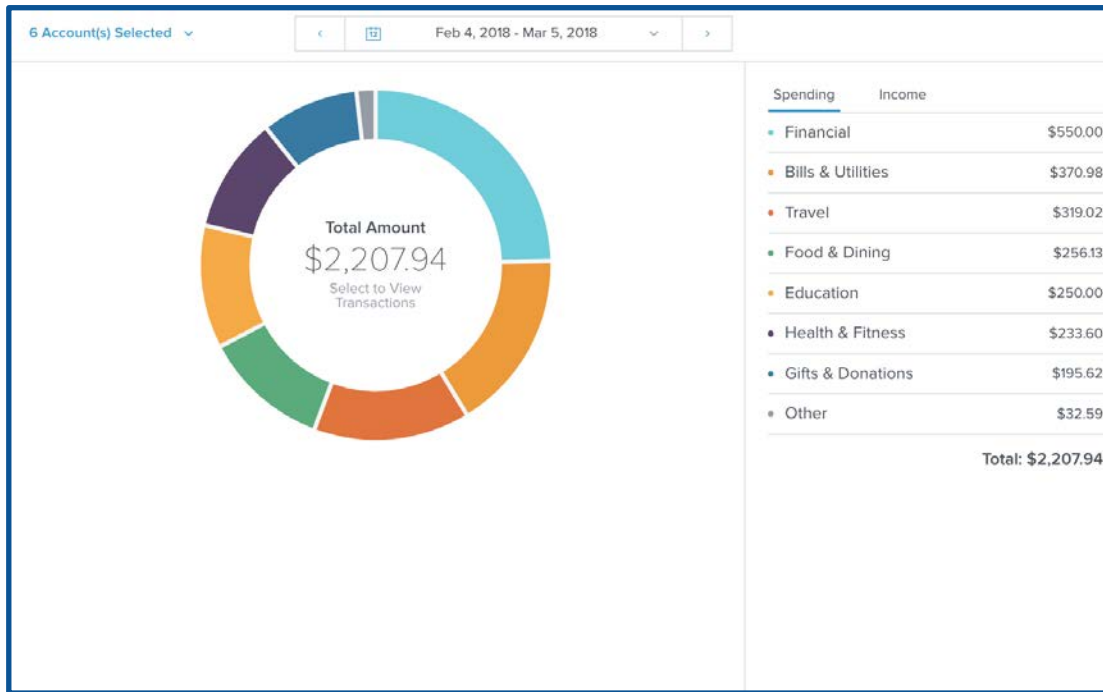 6 Account(s) Selected
12
Feb 4, 2018 - Mar 5, 2018
Total Amount
$2,207.94
Select to View
Transactions
Spending Income
Financial $550.00
Bills & Utilities $370.98
Travel $319.02
Food & Dining $256.13
Education $250.00
Health & Fitness $233.60
Gifts & Donations $195.62
Other $32.59
Total: $2,207.94